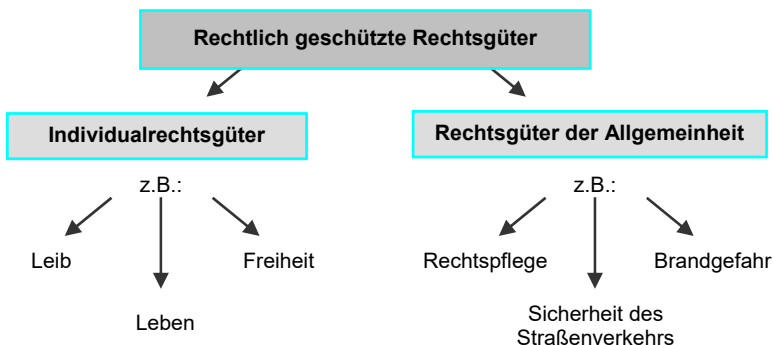 Rechtlich geschützte Rechtsgüter
Individualrechtsgüter
Rechtsgüter der Allgemeinheit
z.B.:
z.B.:
Leib
Freiheit
Rechtspflege
Brandgefahr
Leben
Sicherheit des
Straßenverkehrs